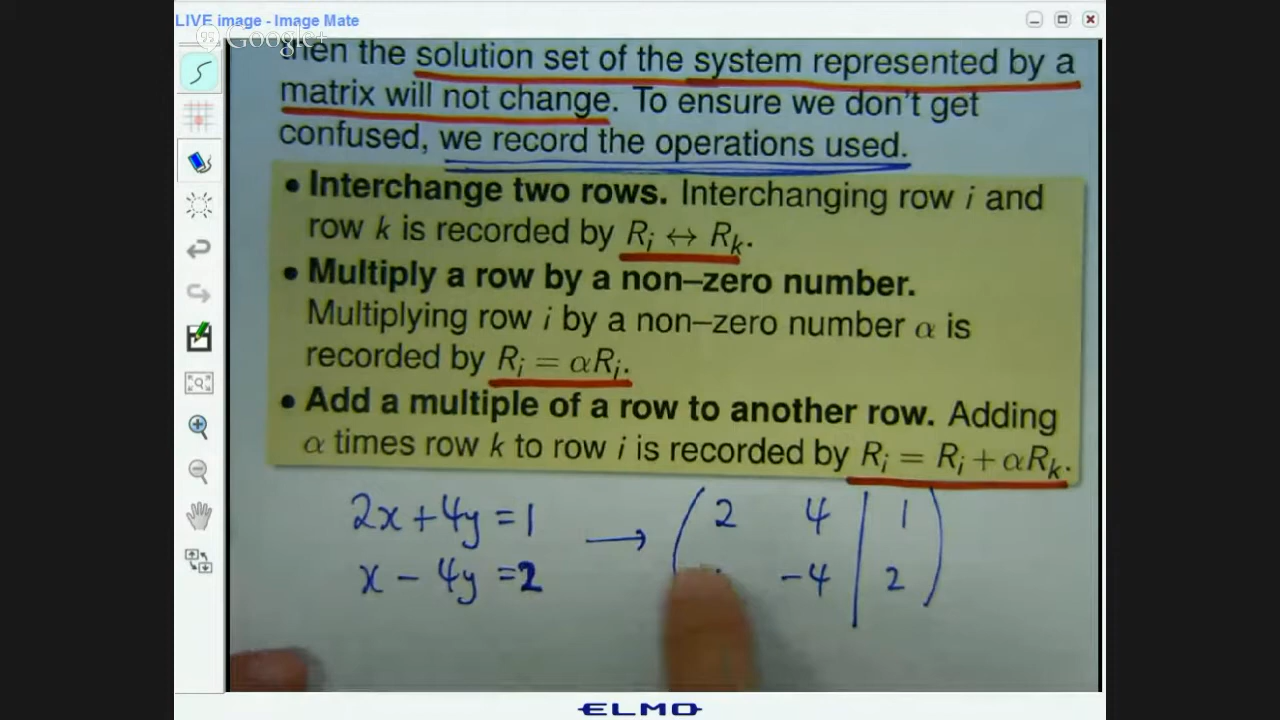 LIVE image - Image Mate
95 Google+
then the solution set of the system represented by a
matrix will not change. To ensure we don't get
confused, we record the operations used.
• Interchange two rows. Interchanging row i and
row k is recorded by Ri ↔ Rk.
• Multiply a row by a non–zero number.
Multiplying row i by a non–zero number α is
recorded by Ri = αRi.
• Add a multiple of a row to another row. Adding
α times row k to row i is recorded by Ri = Ri + αRk.
2x+4y=1 → ( 2 4 | 1 )
x - 4y =2 -4 | 2
ELMO